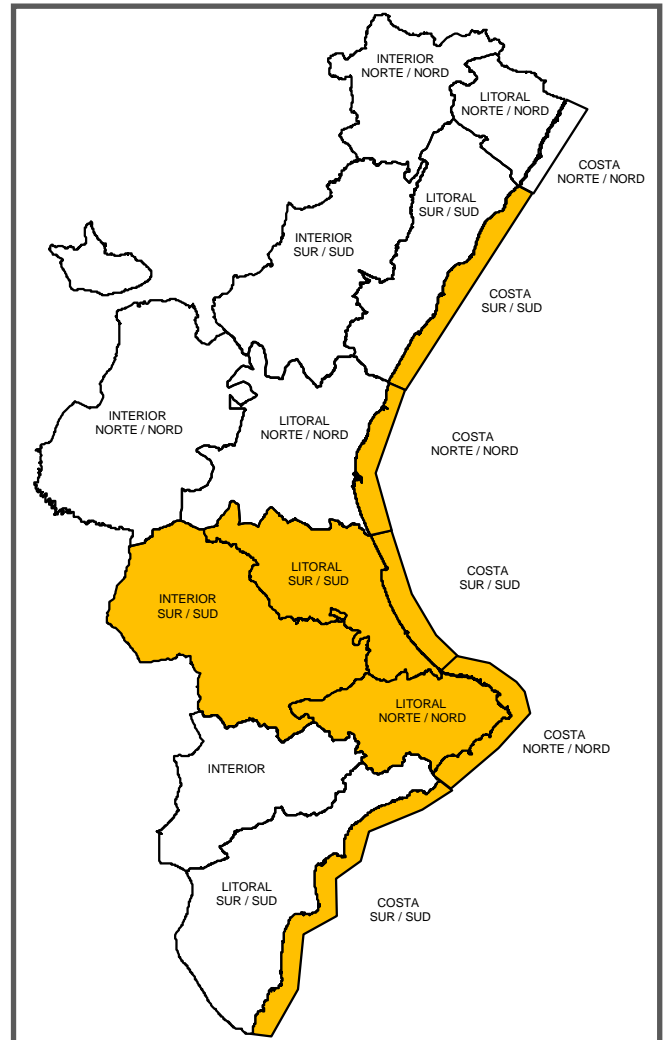 INTERIOR
NORTE / NORD
LITORAL
NORTE / NORD
COSTA
NORTE / NORD
LITORAL
SUR / SUD
INTERIOR
SUR / SUD
COSTA
SUR / SUD
INTERIOR
NORTE / NORD
LITORAL
NORTE / NORD
COSTA
NORTE / NORD
LITORAL
SUR / SUD
COSTA
SUR / SUD
INTERIOR
SUR / SUD
LITORAL
NORTE / NORD
COSTA
NORTE / NORD
INTERIOR
LITORAL
SUR / SUD
COSTA
SUR / SUD